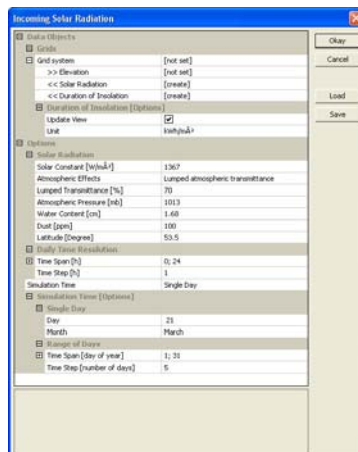 Incoming Solar Radiation
Data Objects
Grids
Grid system [not set]
>> Elevation [not set]
<< Solar Radiation [create]
<< Duration of Insolation [create]
Duration of Insolation [Options]
Update View
Unit kWh/mÂ²
Options
Solar Radiation
Solar Constant [W/mÂ²] 1367
Atmospheric Effects Lumped atmospheric transmittance
Lumped Transmittance [%] 70
Atmospheric Pressure [mb] 1013
Water Content [cm] 1.68
Dust [ppm] 100
Latitude [Degree] 53.5
Daily Time Resolution
Time Span [h] 0; 24
Time Step [h] 1
Simulation Time Single Day
Simulation Time [Options]
Single Day
Day 21
Month March
Range of Days
Time Span [day of year] 1; 31
Time Step [number of days] 5
Okay
Cancel
Load
Save